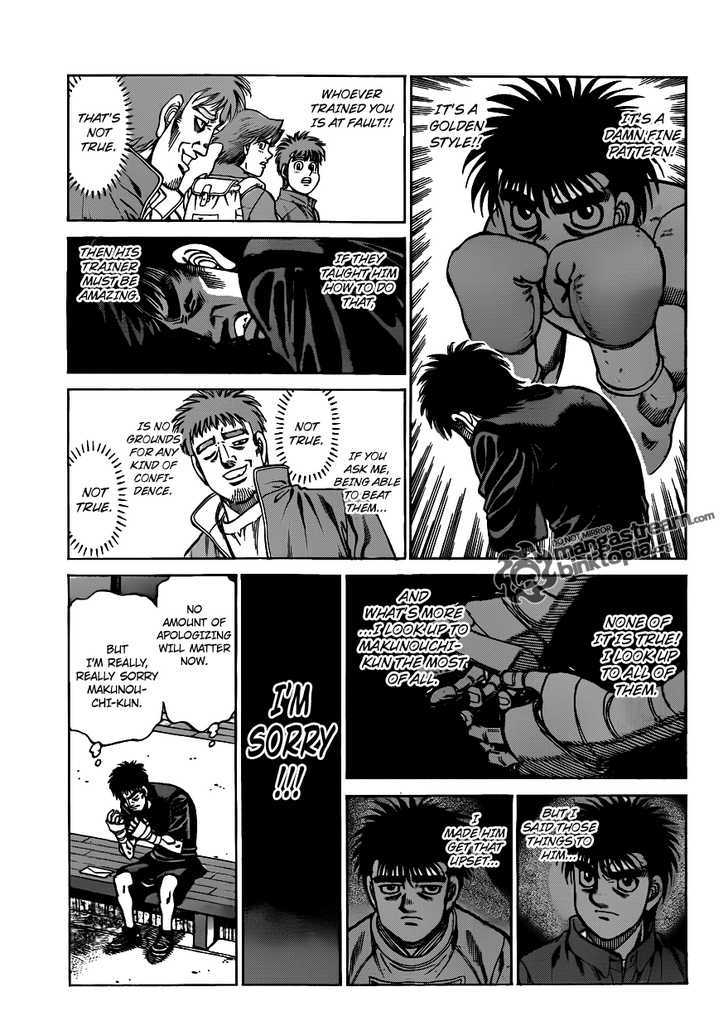 IT'S A
DAMN FINE
PATTERN!
IT'S A
GOLDEN
STYLE!!
WHOEVER
TRAINED YOU
IS AT FAULT!!
THAT'S
NOT
TRUE.
IF THEY
TAUGHT HIM
HOW TO DO
THAT,
THEN HIS
TRAINER
MUST BE
AMAZING.
NOT
TRUE.
IF YOU
ASK ME,
BEING ABLE
TO BEAT
THEM...
IS NO
GROUNDS
FOR ANY
KIND OF
CONFI-
DENCE.
NOT
TRUE.
DO NOT MIRROR
mangastream.com
binktopia.com
NONE OF
IT IS TRUE!
I LOOK UP
TO ALL OF
THEM.
AND
WHAT'S MORE
...I LOOK UP TO
MAKUNOUCHI-
KUN THE MOST
OF ALL.
BUT I
SAID THOSE
THINGS TO
HIM...
I
MADE HIM
GET THAT
UPSET...
I'M
SORRY
!!!
NO
AMOUNT OF
APOLOGIZING
WILL MATTER
NOW.
BUT
I'M REALLY,
REALLY SORRY
MAKUNOU-
CHI-KUN.